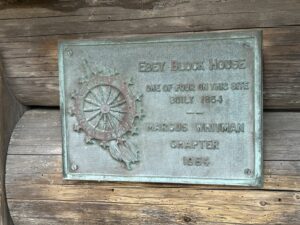 EBEY BLOCK HOUSE
ONE OF FOUR ON THIS SITE
BUILT 1854
MARCUS WHITMAN
CHAPTER
1954